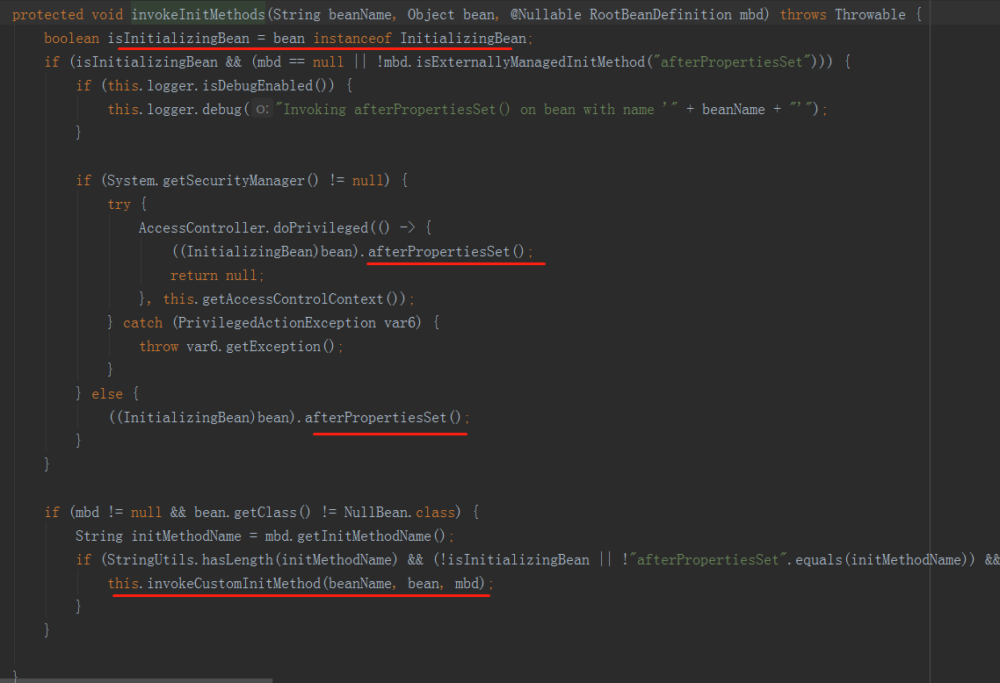 protected void invokeInitMethods(String beanName, Object bean, @Nullable RootBeanDefinition mbd) throws Throwable {
    boolean isInitializingBean = bean instanceof InitializingBean;
    if (isInitializingBean && (mbd == null || !mbd.isExternallyManagedInitMethod("afterPropertiesSet"))) {
        if (this.logger.isDebugEnabled()) {
            this.logger.debug( o: "Invoking afterPropertiesSet() on bean with name '" + beanName + "'");
        }
        if (System.getSecurityManager() != null) {
            try {
                AccessController.doPrivileged(() -> {
                    ((InitializingBean)bean).afterPropertiesSet();
                    return null;
                }, this.getAccessControlContext());
            } catch (PrivilegedActionException var6) {
                throw var6.getException();
            }
        } else {
            ((InitializingBean)bean).afterPropertiesSet();
        }
    }
    if (mbd != null && bean.getClass() != NullBean.class) {
        String initMethodName = mbd.getInitMethodName();
        if (StringUtils.hasLength(initMethodName) && (!isInitializingBean || !"afterPropertiesSet".equals(initMethodName)) &&
            this.invokeCustomInitMethod(beanName, bean, mbd);
        }
    }
}